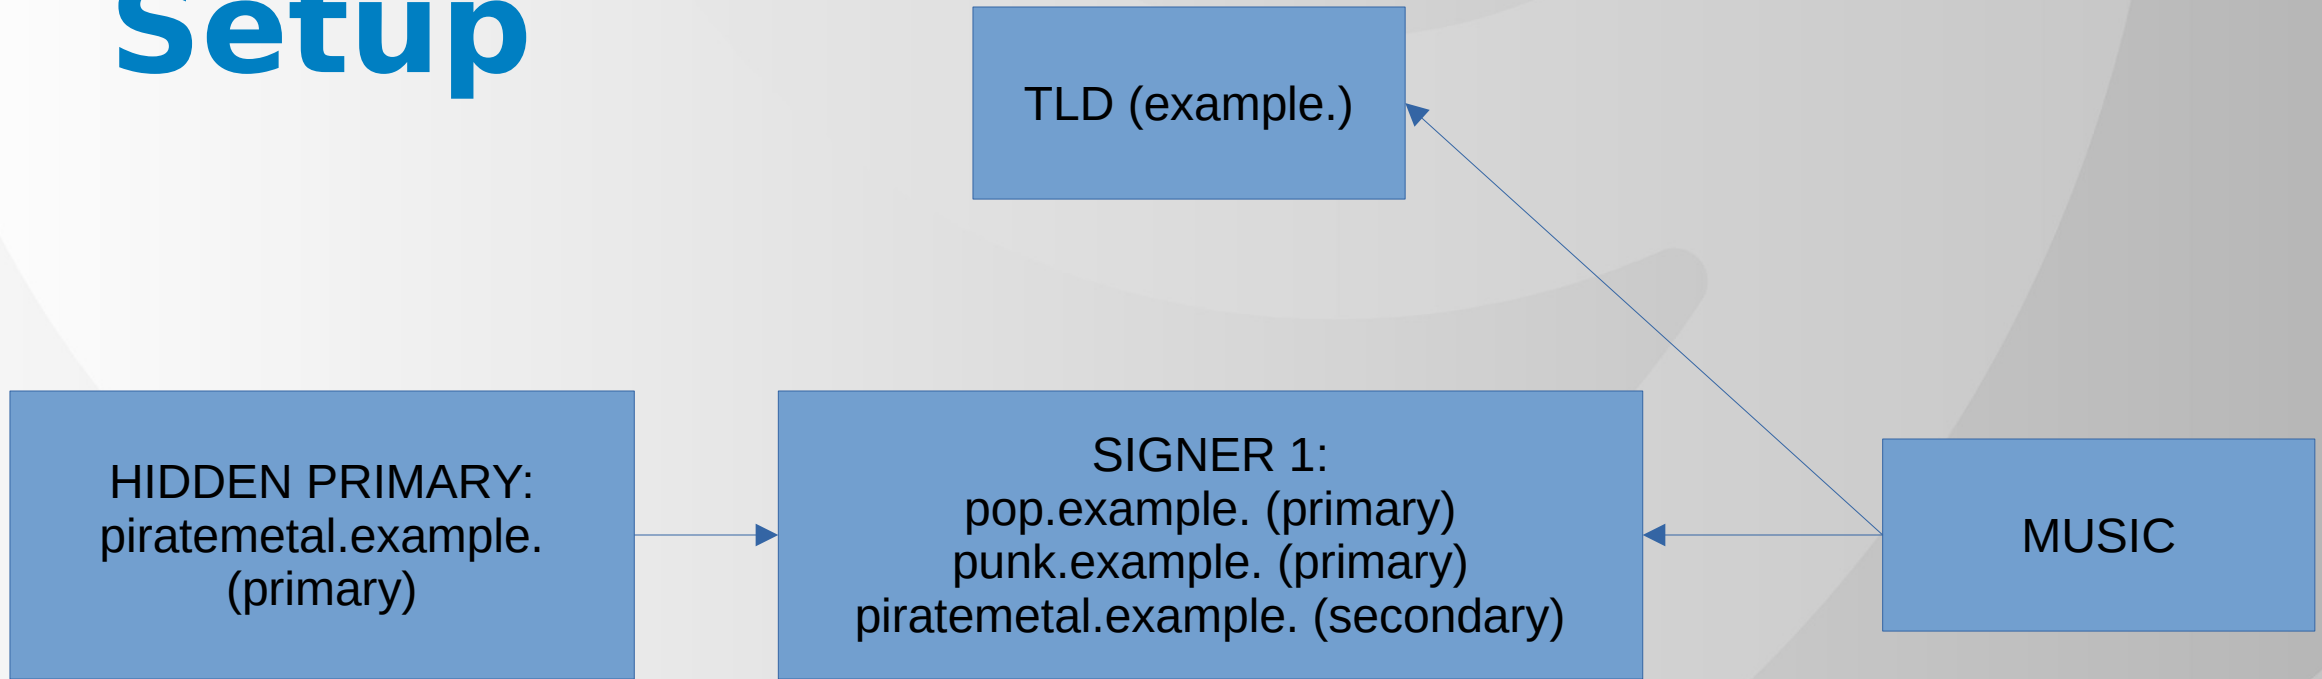 Setup
TLD (example.)
HIDDEN PRIMARY:
piratemetal.example.
(primary)
SIGNER 1:
pop.example. (primary)
punk.example. (primary)
piratemetal.example. (secondary)
MUSIC